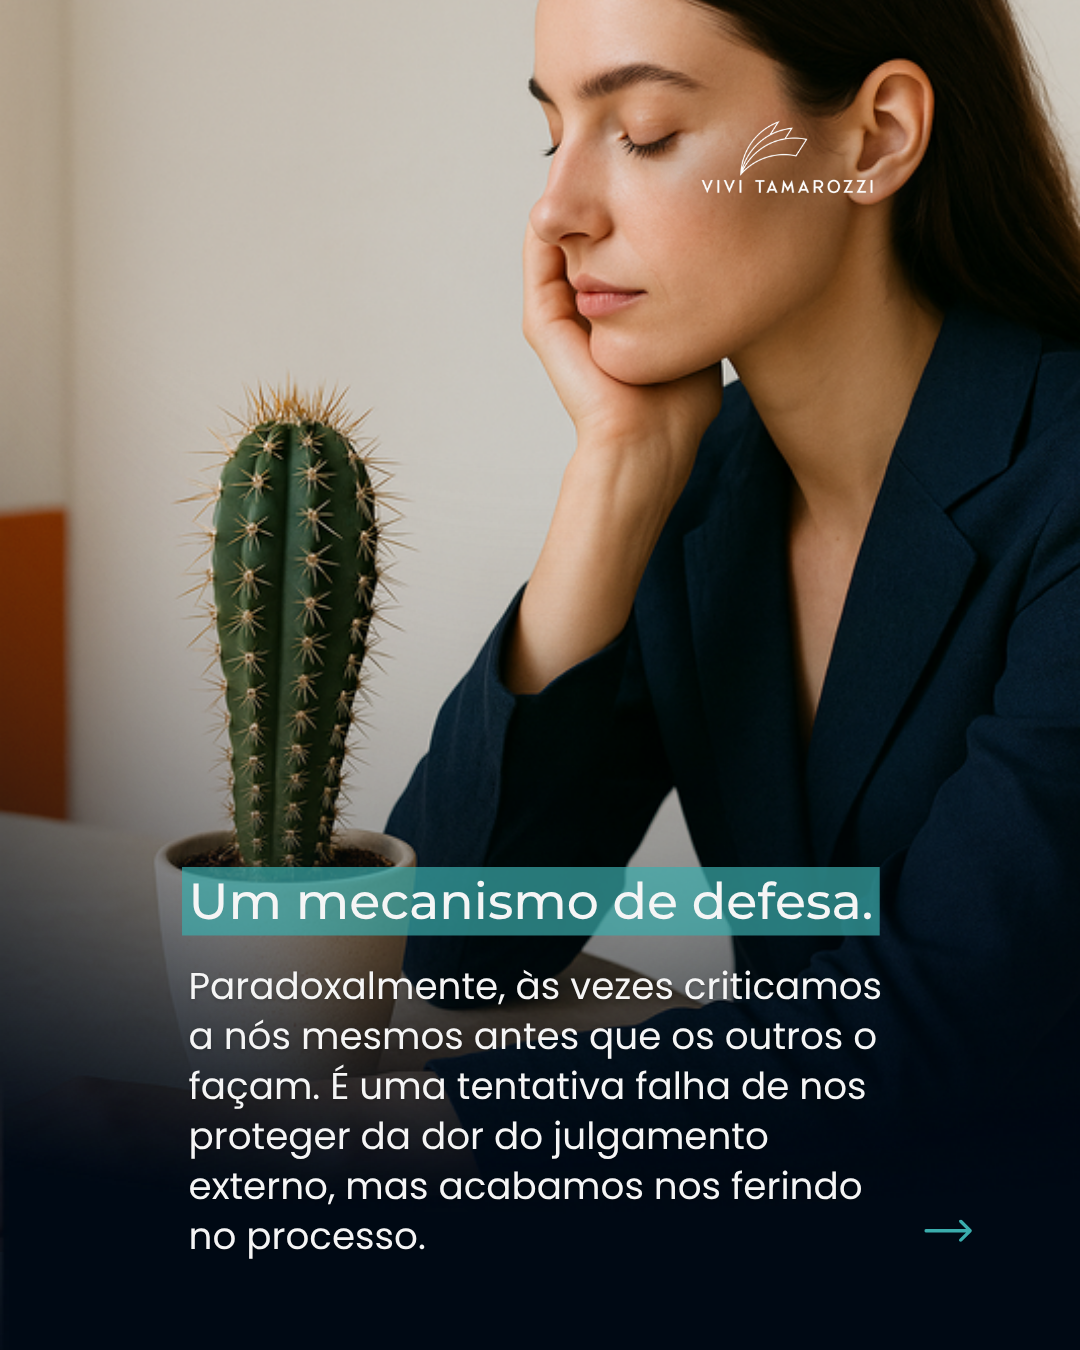 VIVI TAMAROZZI
Um mecanismo de defesa.
Paradoxalmente, às vezes criticamos
a nós mesmos antes que os outros o
façam. É uma tentativa falha de nos
proteger da dor do julgamento
externo, mas acabamos nos ferindo
no processo.